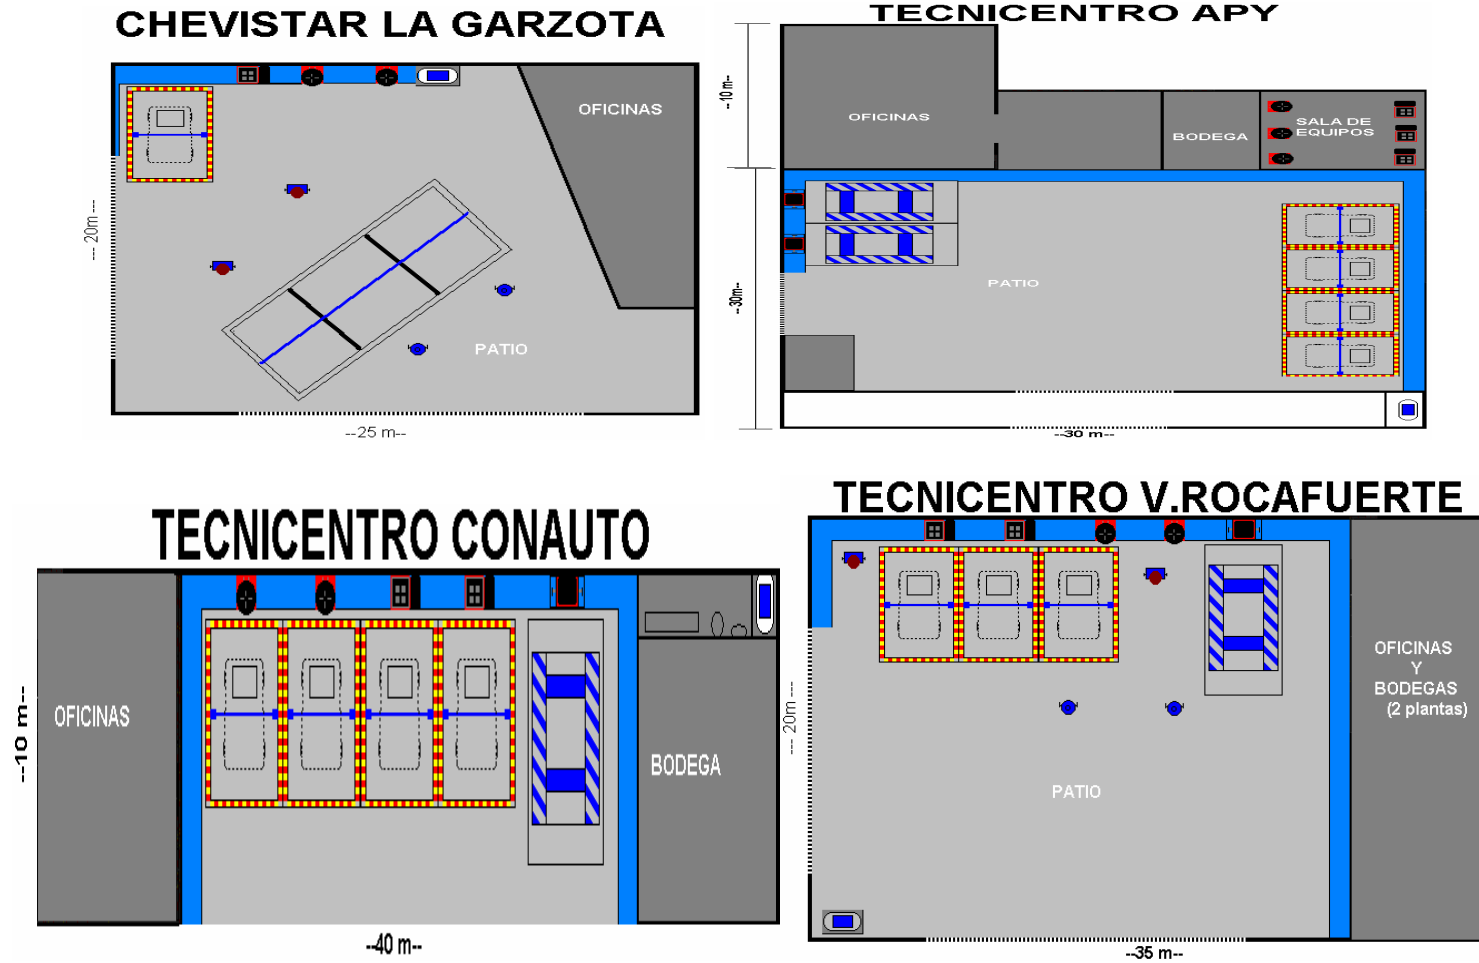 CHEVISTAR LA GARZOTA
OFICINAS
--- 20m ---
PATIO
--25 m--
TECNICENTRO APY
-- 10 m--
OFICINAS
BODEGA
SALA DE
EQUIPOS
--30m--
PATIO
--30 m--
TECNICENTRO CONAUTO
--10 m--
OFICINAS
BODEGA
--40 m--
TECNICENTRO V.ROCAFUERTE
--- 20m ---
OFICINAS
Y
BODEGAS
(2 plantas)
PATIO
--35 m--